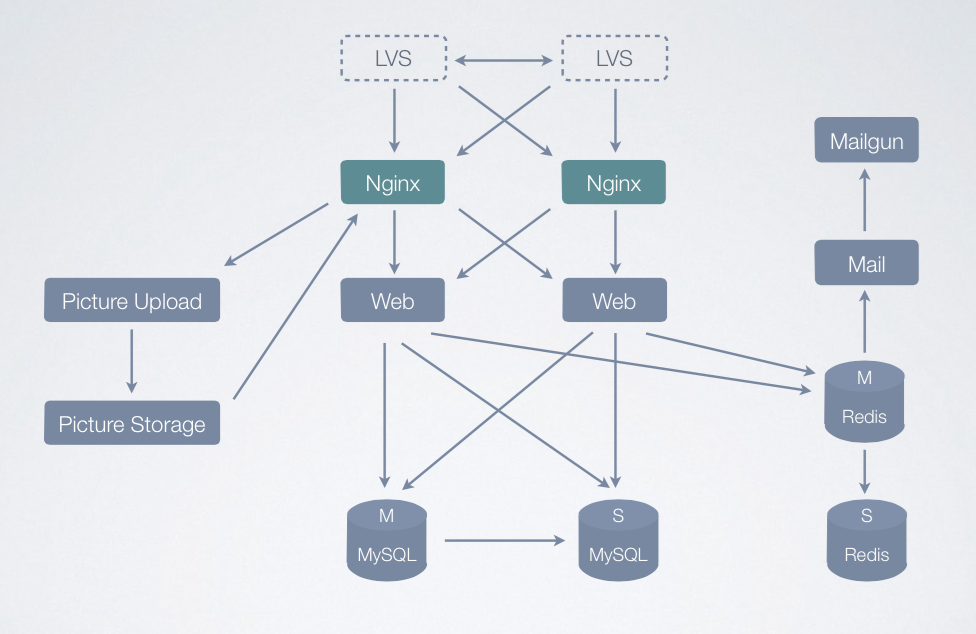 LVS
LVS
Mailgun
Nginx
Nginx
Mail
Picture Upload
Web
Web
M
Redis
Picture Storage
M
MySQL
S
MySQL
S
Redis